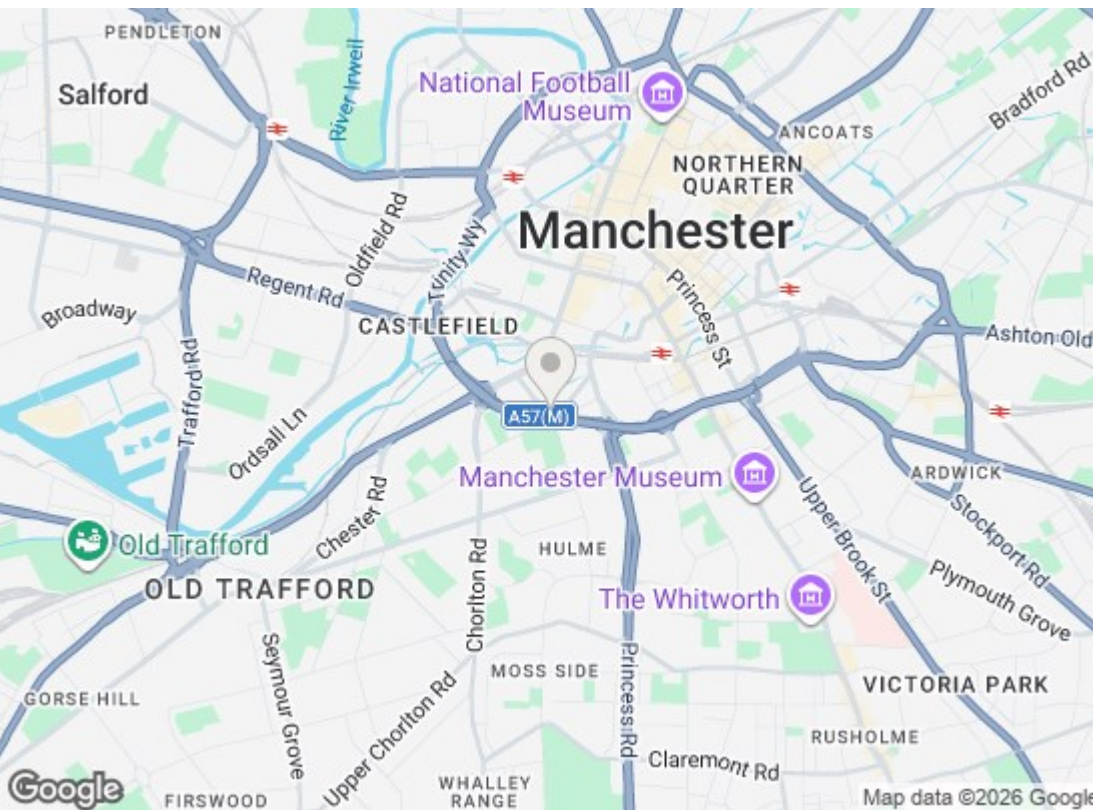 PENDLETON
Salford
River Irwell
National Football
Museum
Bradford Rd
ANCOATS
NORTHERN
QUARTER
Manchester
Oldfield Rd
Trinity Wy
Regent Rd
Princess St
Broadway
CASTLEFIELD
Ashton Old
Trafford Rd
A57(M)
Ordsall Ln
Manchester Museum
ARDWICK
Chester Rd
Upper Brook St
Stockport Rd
Old Trafford
HULME
OLD TRAFFORD
Chorlton Rd
The Whitworth
Plymouth Grove
Seymour Grove
MOSS SIDE
Princess Rd
VICTORIA PARK
GORSE HILL
Upper Chorlton Rd
RUSHOLME
Claremont Rd
WHALLEY
RANGE
Google
FIRSWOOD
Map data ©2026 Google